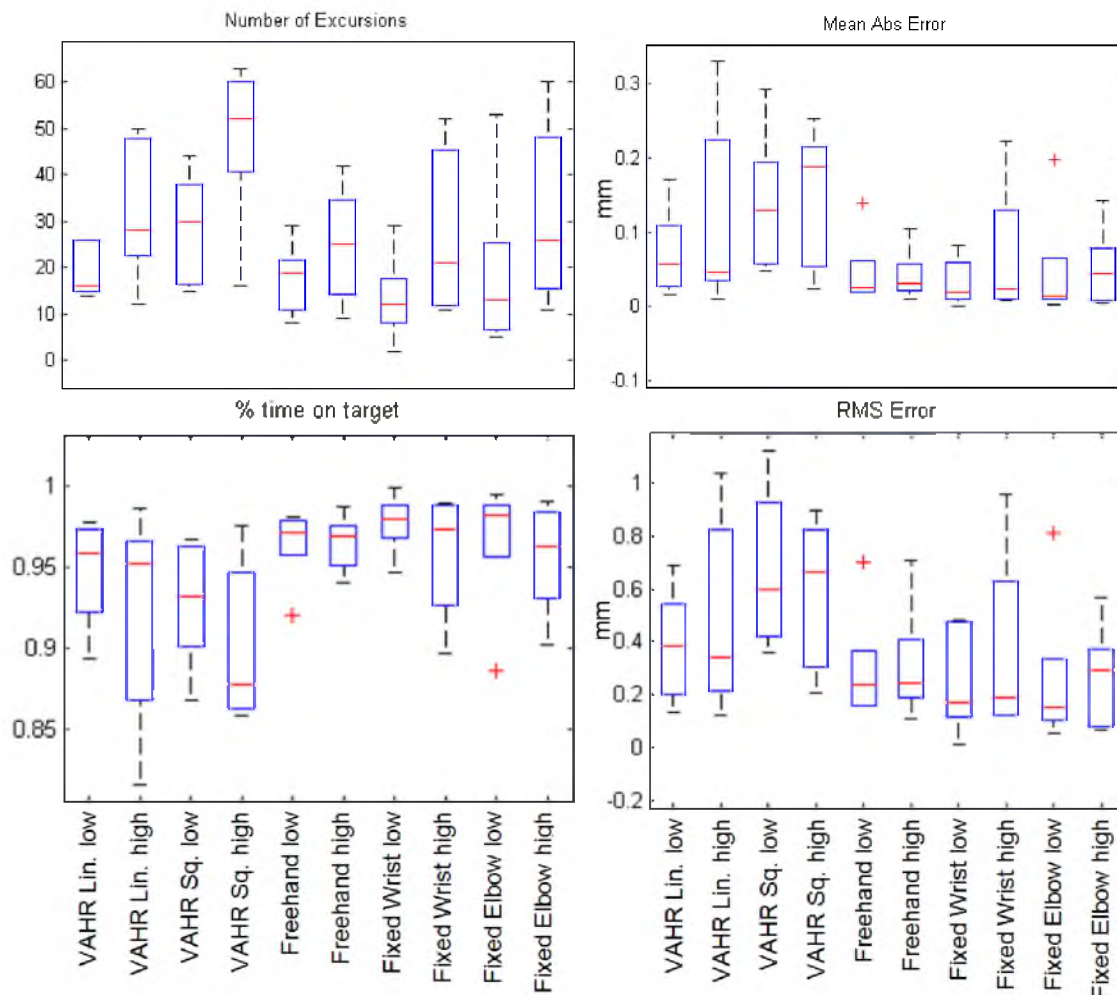 Number of Excursions
60
50
40
30
20
10
0
Mean Abs Error
0.3
0.2
0.1
0
-0.1
mm
% time on target
1
0.95
0.9
0.85
RMS Error
1
0.8
0.6
0.4
0.2
0
-0.2
mm
VAHR Lin. low
VAHR Lin. high
VAHR Sq. low
VAHR Sq. high
Freehand low
Freehand high
Fixed Wrist low
Fixed Wrist high
Fixed Elbow low
Fixed Elbow high
VAHR Lin. low
VAHR Lin. high
VAHR Sq. low
VAHR Sq. high
Freehand low
Freehand high
Fixed Wrist low
Fixed Wrist high
Fixed Elbow low
Fixed Elbow high